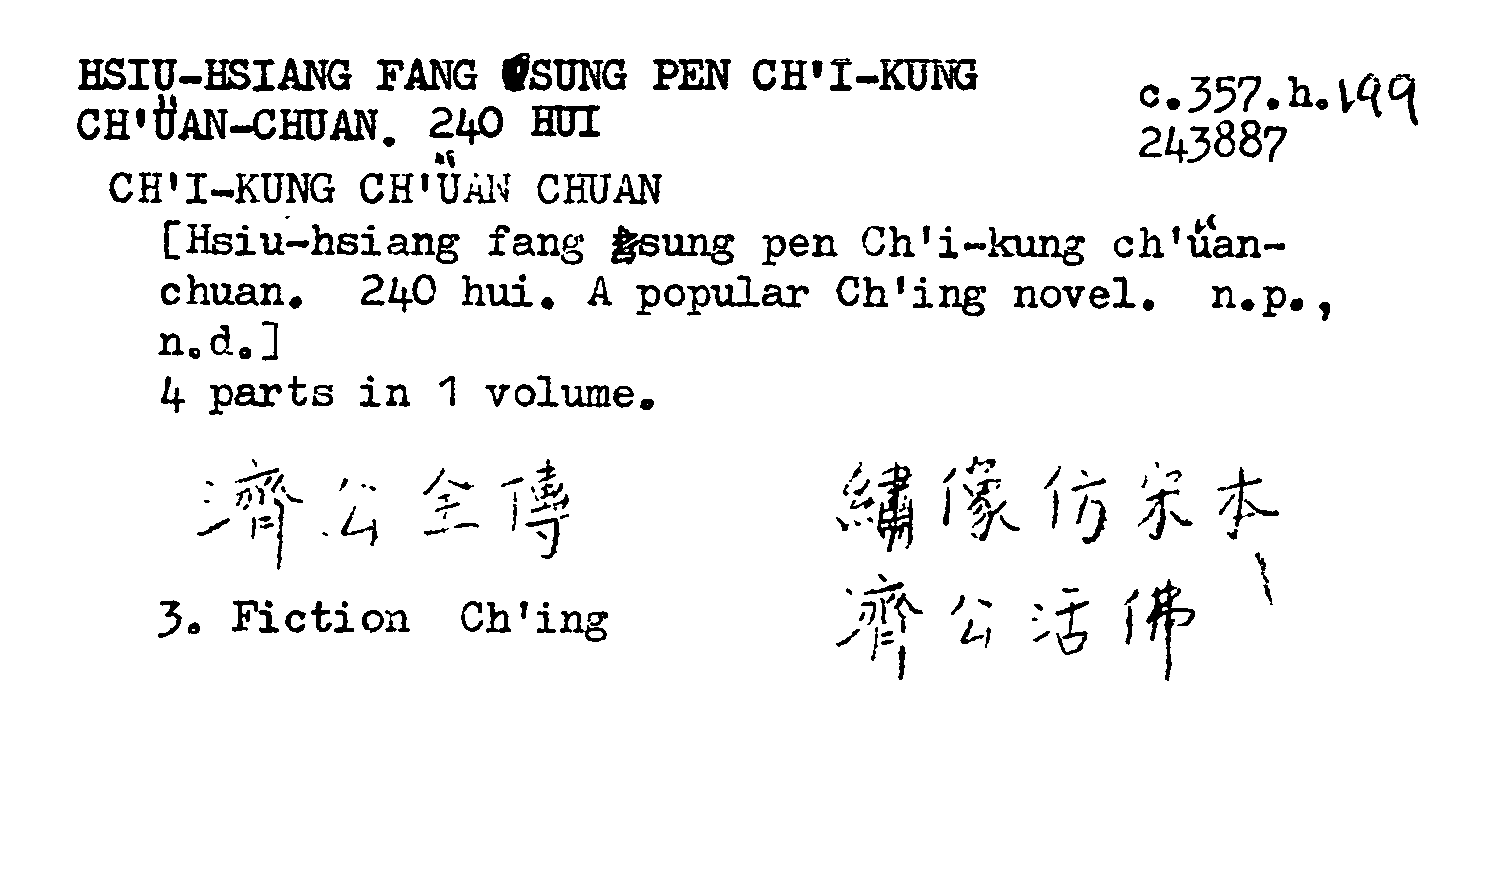 HSIU-HSIANG FANG SUNG PEN CH'I-KUNG
CH'ÜAN-CHUAN. 240 HUI
c.357.h.199
243887
CH'I-KUNG CH'ÜAN CHUAN
[Hsiu-hsiang fang sung pen Ch'i-kung ch'üan-
chuan. 240 hui. A popular Ch'ing novel. n.p.,
n.d.]
4 parts in 1 volume.
濟公全傳
繡像仿宋本
濟公活佛
3. Fiction Ch'ing